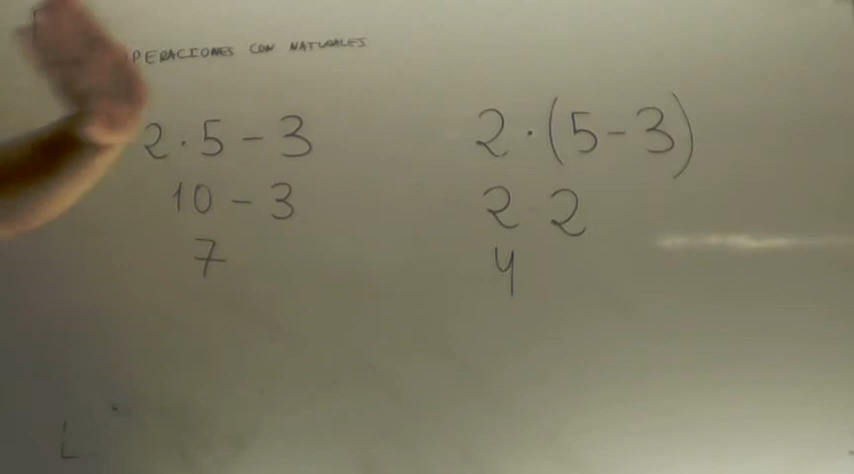 PERACIONES CON NATURALES
2 · 5 - 3
10 - 3
7
2 · (5 - 3)
2 2
4
L